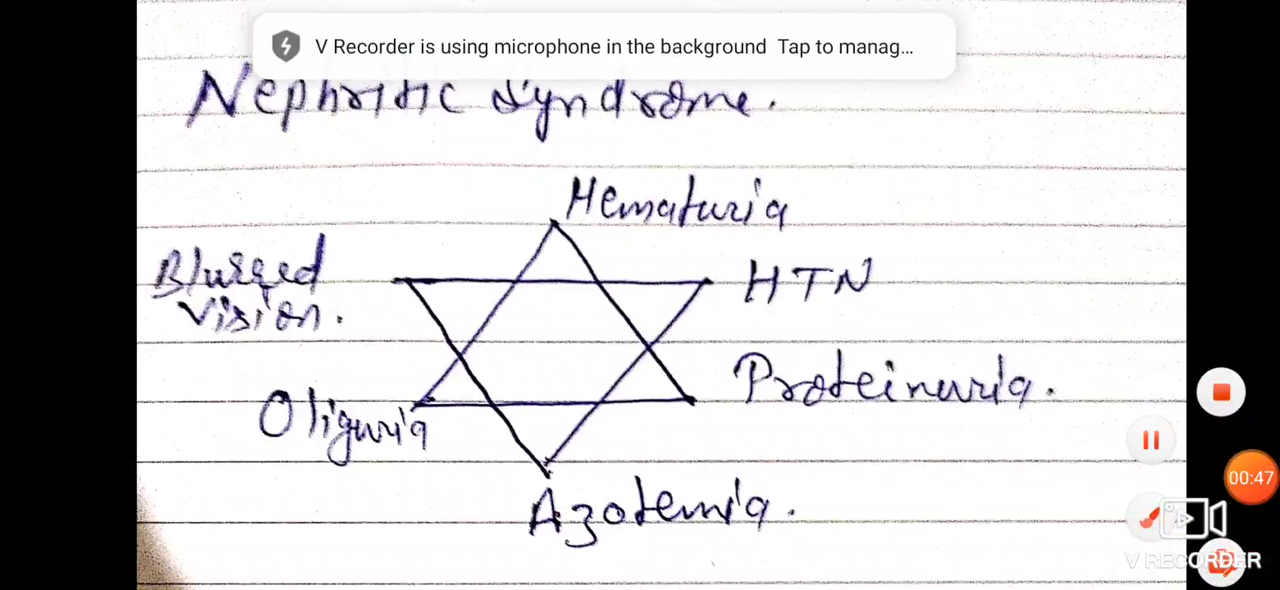 V Recorder is using microphone in the background Tap to manag...
Nephritic Syndrome.
Hematuria
Blurred
Vision.
HTN
Proteinuria.
Oliguria
Azotemia.
00:47
V RECORDER